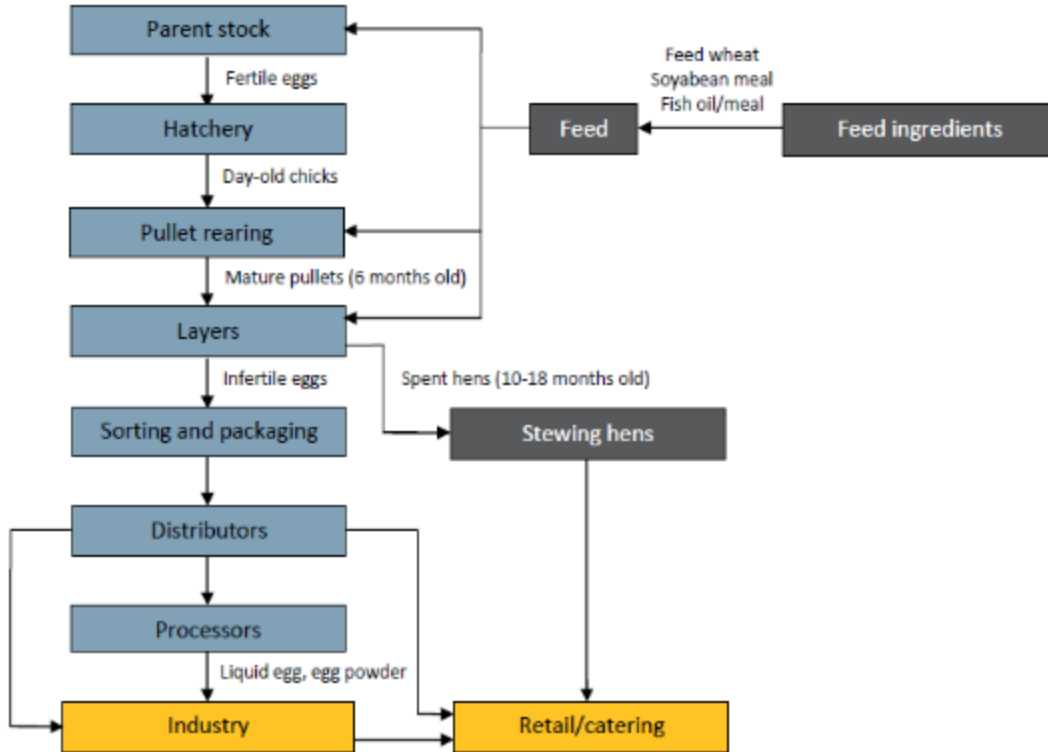 Parent stock
Fertile eggs
Hatchery
Day-old chicks
Pullet rearing
Mature pullets (6 months old)
Layers
Infertile eggs
Sorting and packaging
Distributors
Processors
Liquid egg, egg powder
Industry
Feed wheat
Soyabean meal
Fish oil/meal
Feed
Feed ingredients
Spent hens (10-18 months old)
Stewing hens
Retail/catering